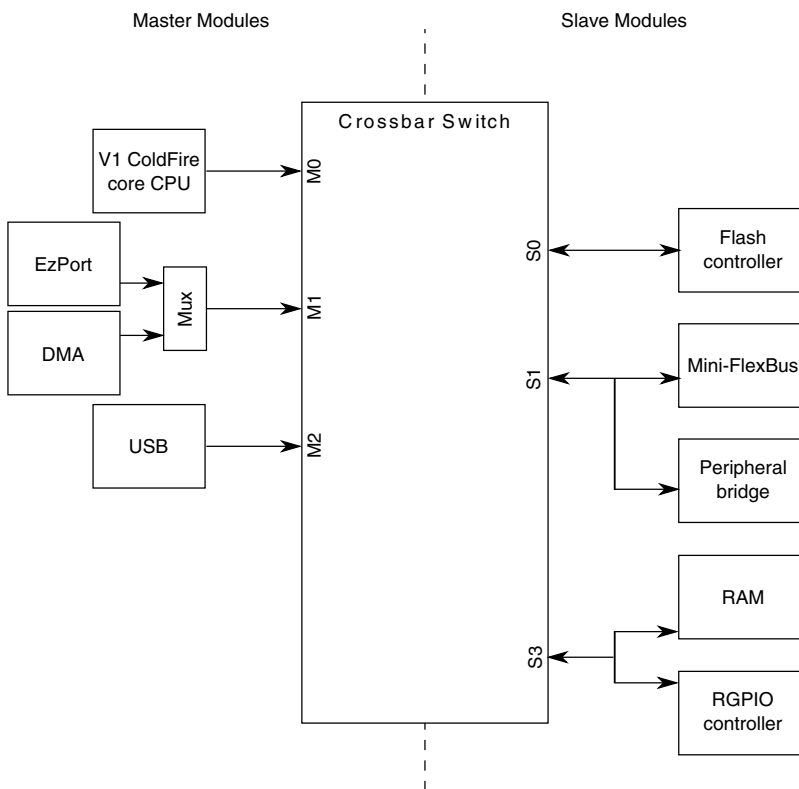 Master Modules
Slave Modules
Crossbar Switch
V1 ColdFire
core CPU
M0
EzPort
DMA
Mux
M1
USB
M2
S0
Flash
controller
S1
Mini-FlexBus
Peripheral
bridge
S3
RAM
RGPIO
controller